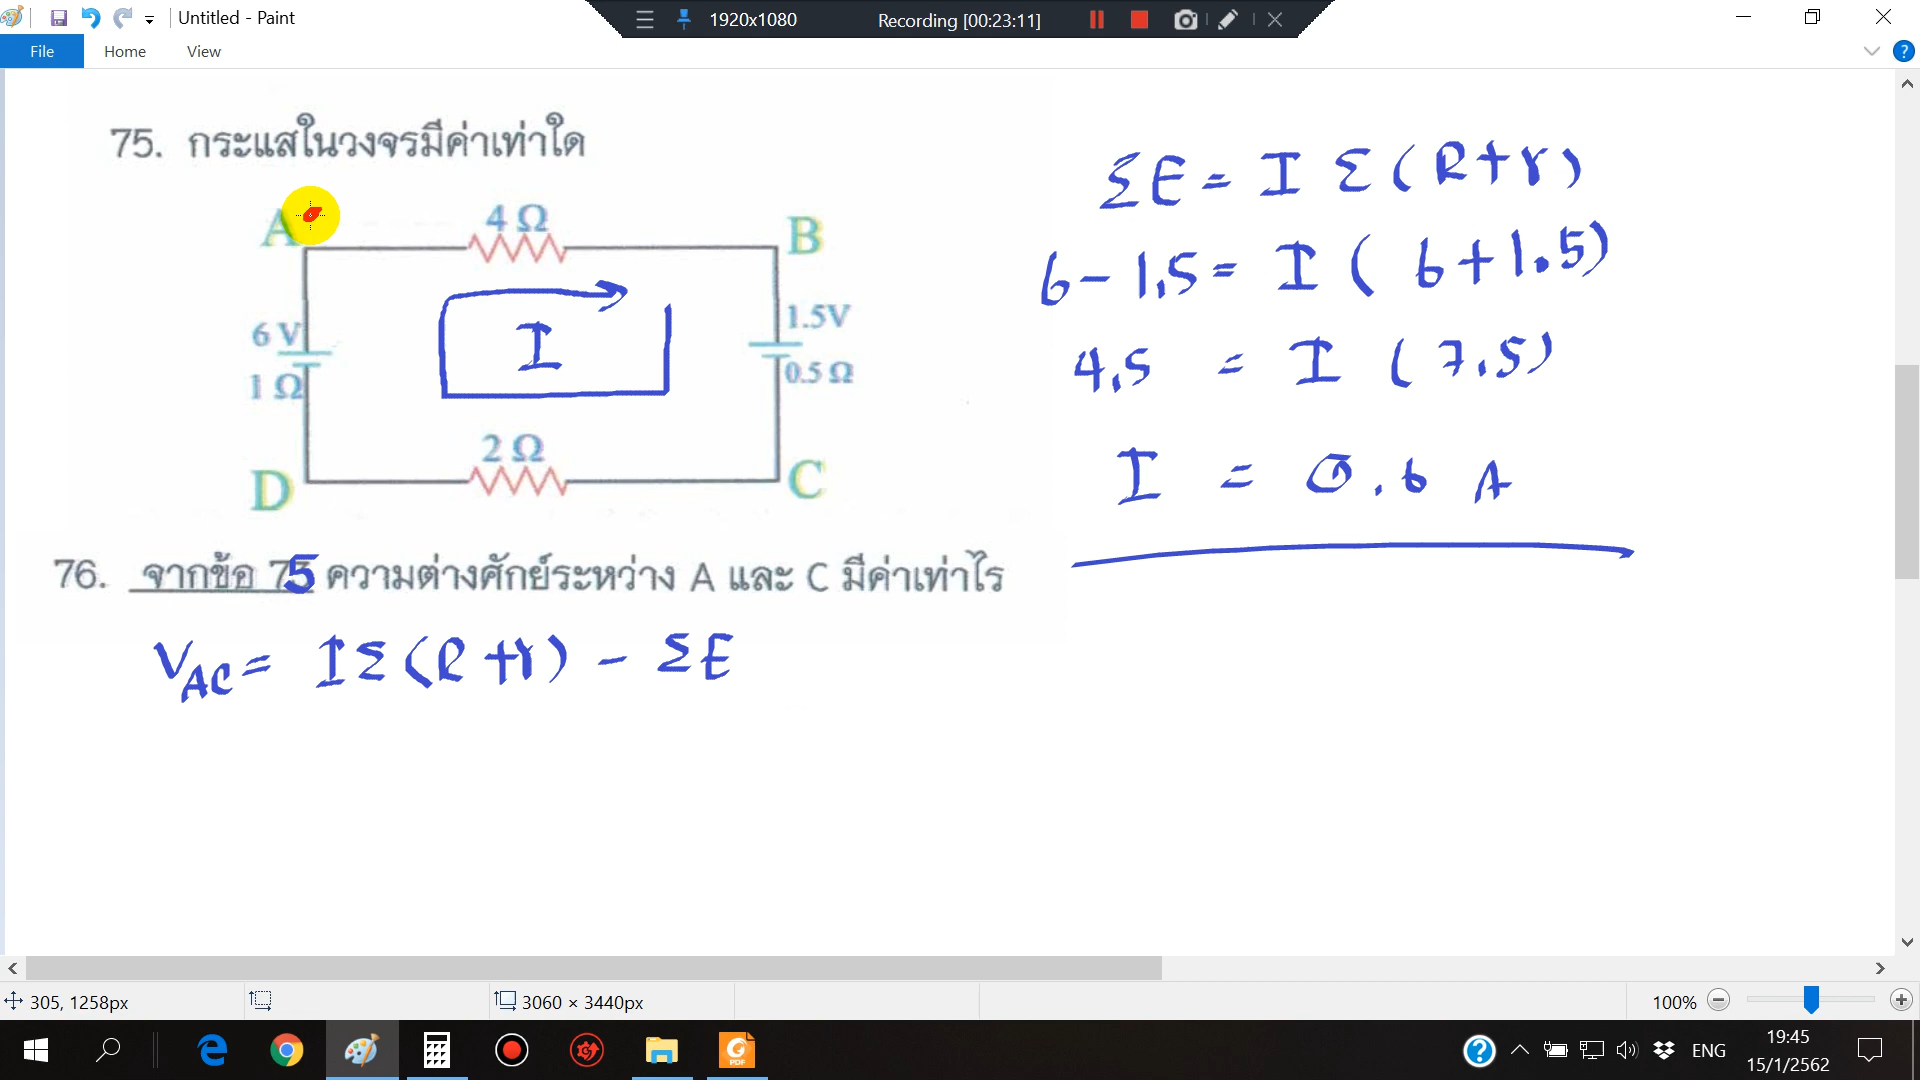 Untitled - Paint
1920x1080
Recording [00:23:11]
File
Home
View
75. กระแสในวงจรมีค่าเท่าใด
A
4 Ω
B
6 V
1 Ω
I
1.5V
0.5 Ω
D
2 Ω
C
ΣE = I Σ(R+r)
6 - 1.5 = I ( 6 + 1.5)
4.5 = I ( 7.5)
I = 0.6 A
76. จากข้อ 75 ความต่างศักย์ระหว่าง A และ C มีค่าเท่าไร
VAC = IΣ(R+r) - ΣE
305, 1258px
3060 × 3440px
100%
PDF
ENG
19:45
15/1/2562